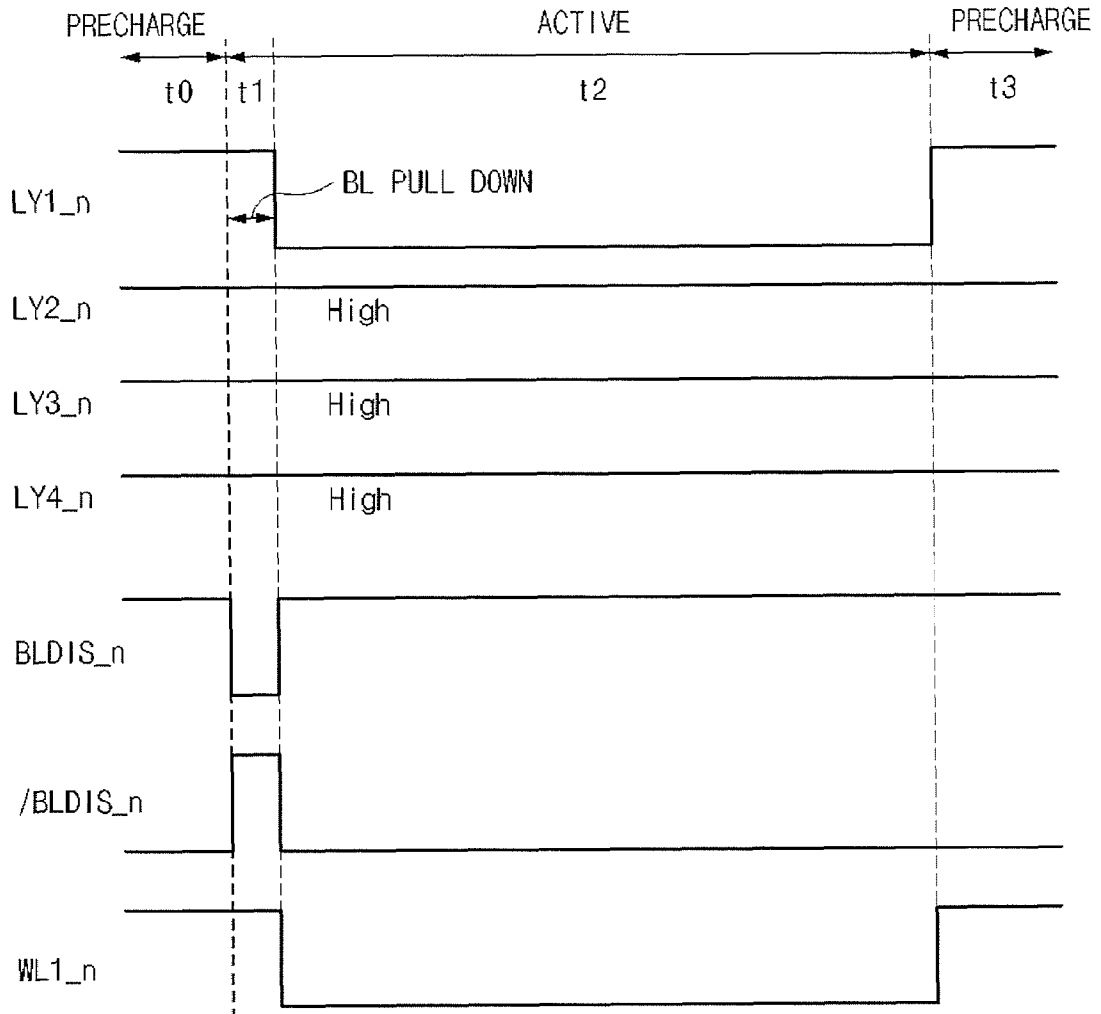 PRECHARGE ACTIVE PRECHARGE
t0 t1 t2 t3
LY1_n
BL PULL DOWN
LY2_n
High
LY3_n
High
LY4_n
High
BLDIS_n
/BLDIS_n
WL1_n